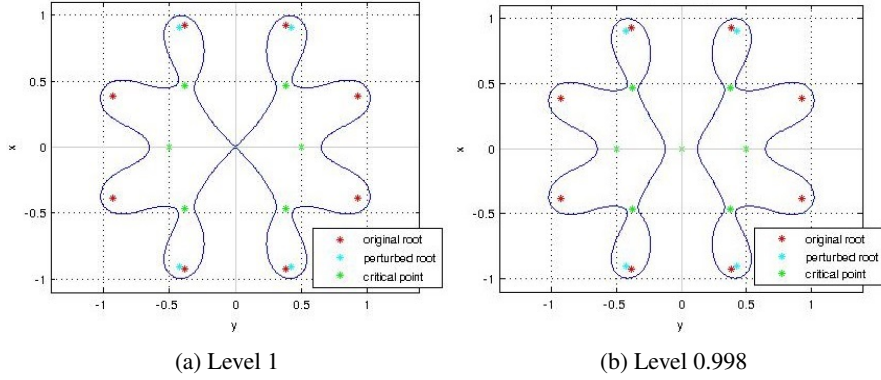 1
0.5
0
-0.5
-1
x
-1
-0.5
0
0.5
1
y
original root
perturbed root
critical point
(a) Level 1
1
0.5
0
-0.5
-1
x
-1
-0.5
0
0.5
1
y
original root
perturbed root
critical point
(b) Level 0.998